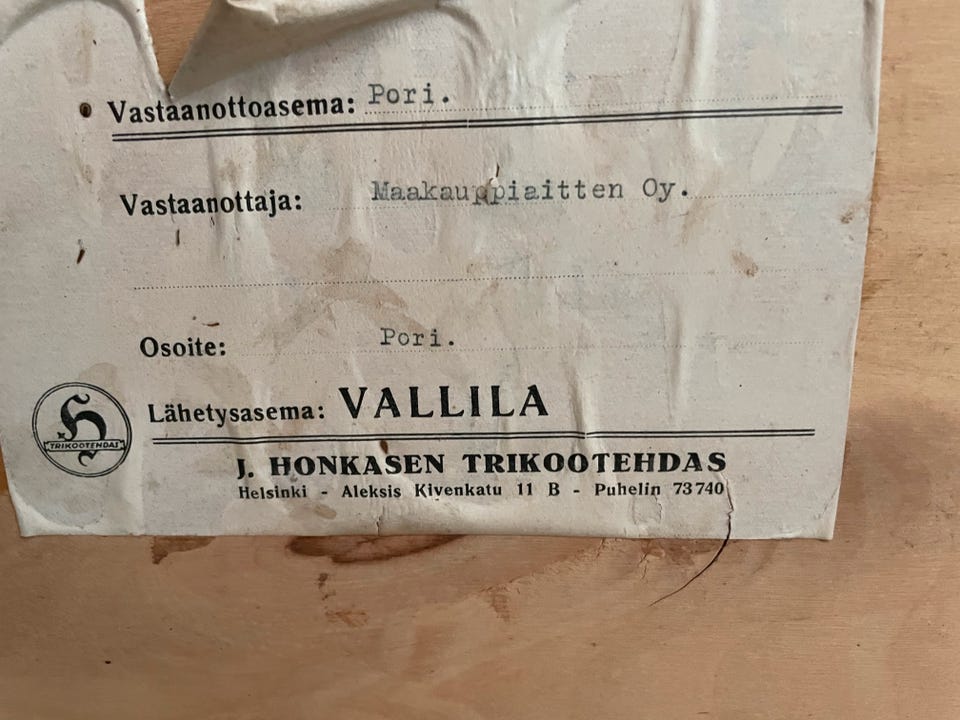 Vastaanottoasema: Pori.
Vastaanottaja: Maakauppiaitten Oy.
Osoite: Pori.
Lähetysasema: VALLILA
H
TRIKOOTEHDAS
J. HONKASEN TRIKOOTEHDAS
Helsinki - Aleksis Kivenkatu 11 B - Puhelin 73740